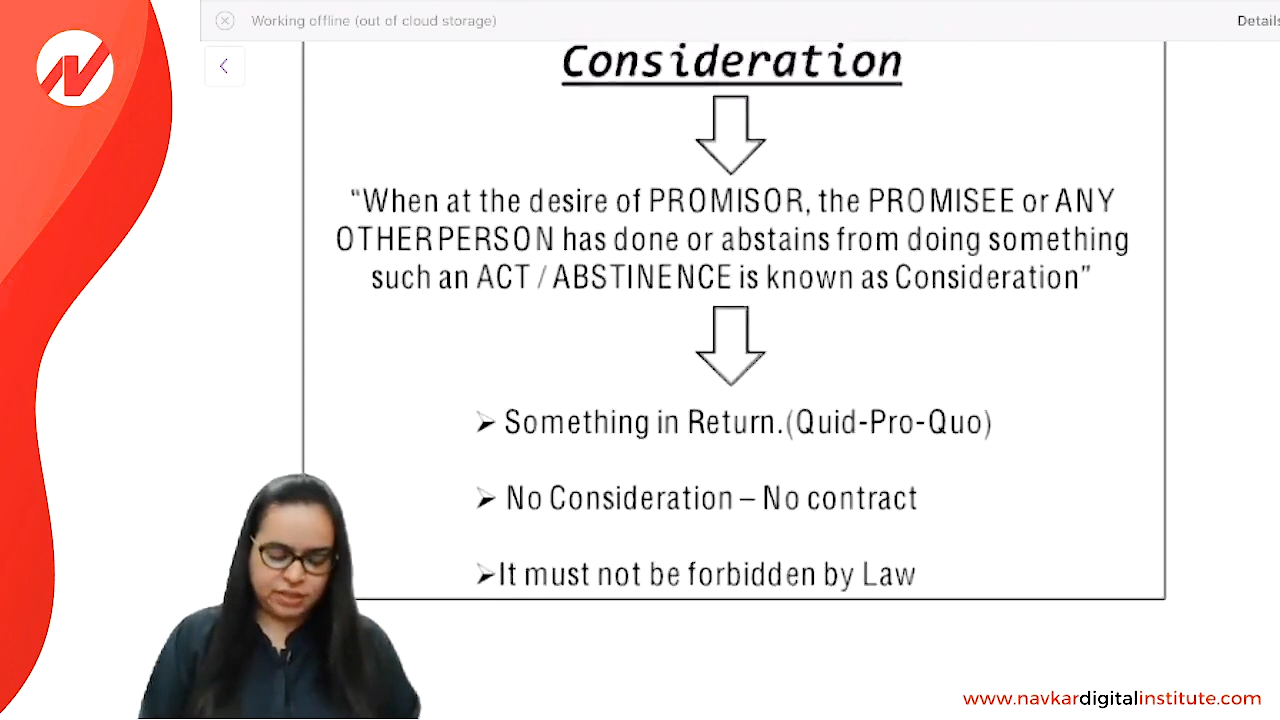 Working offline (out of cloud storage)
Details
Consideration
"When at the desire of PROMISOR, the PROMISEE or ANY
OTHER PERSON has done or abstains from doing something
such an ACT / ABSTINENCE is known as Consideration"
➢ Something in Return.(Quid-Pro-Quo)
➢ No Consideration – No contract
➢It must not be forbidden by Law
www.navkardigitalinstitute.com